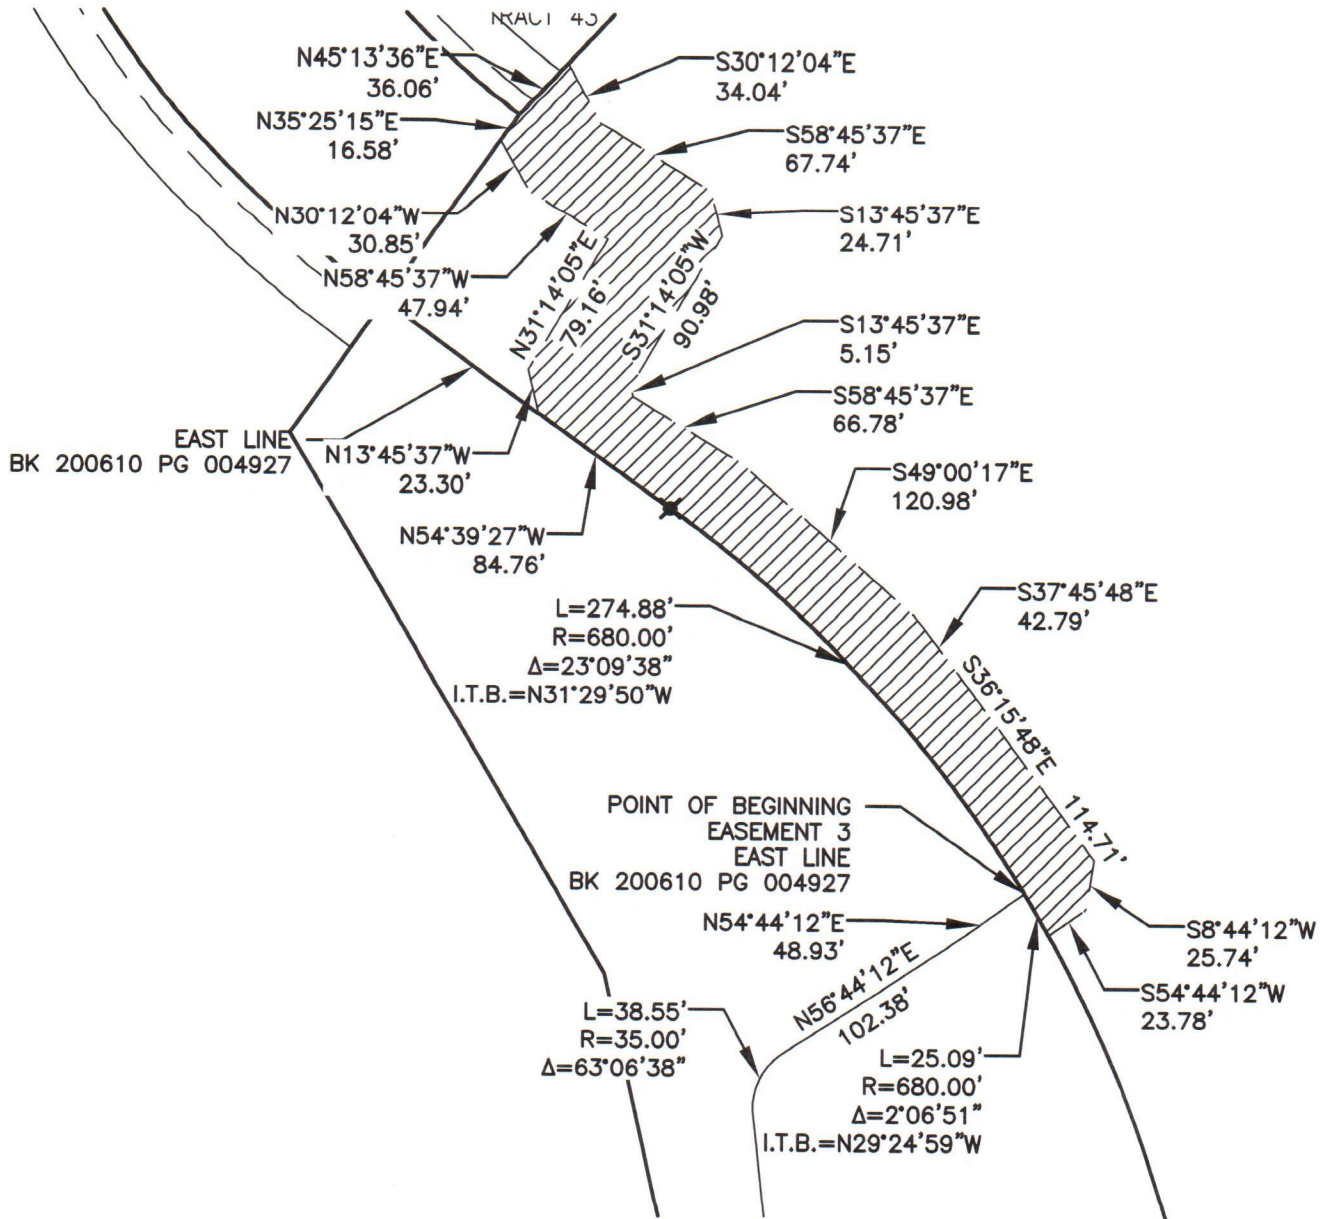 TRACT 43
N45°13'36"E
36.06'
S30°12'04"E
34.04'
N35°25'15"E
16.58'
S58°45'37"E
67.74'
N30°12'04"W
30.85'
S13°45'37"E
24.71'
N58°45'37"W
47.94'
N31°14'05"E
79.16'
S31°14'05"W
90.98'
S13°45'37"E
5.15'
S58°45'37"E
66.78'
EAST LINE
BK 200610 PG 004927
N13°45'37"W
23.30'
S49°00'17"E
120.98'
N54°39'27"W
84.76'
L=274.88'
R=680.00'
Δ=23°09'38"
I.T.B.=N31°29'50"W
S37°45'48"E
42.79'
S36°15'48"E 114.71'
POINT OF BEGINNING
EASEMENT 3
EAST LINE
BK 200610 PG 004927
N54°44'12"E
48.93'
S8°44'12"W
25.74'
S54°44'12"W
23.78'
N56°44'12"E
102.38'
L=38.55'
R=35.00'
Δ=63°06'38"
L=25.09'
R=680.00'
Δ=2°06'51"
I.T.B.=N29°24'59"W